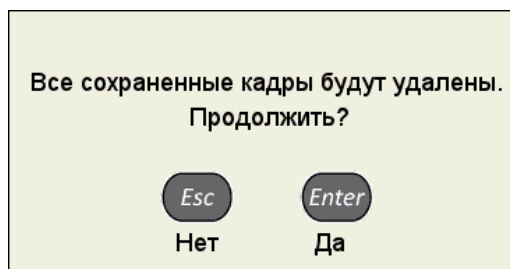 Все сохраненные кадры будут удалены.
Продолжить?
Esc Enter
Нет Да